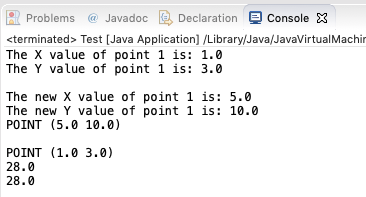 Problems @ Javadoc Declaration Console
<terminated> Test [Java Application] /Library/Java/JavaVirtualMachin
The X value of point 1 is: 1.0
The Y value of point 1 is: 3.0
The new X value of point 1 is: 5.0
The new Y value of point 1 is: 10.0
POINT (5.0 10.0)
POINT (1.0 3.0)
28.0
28.0